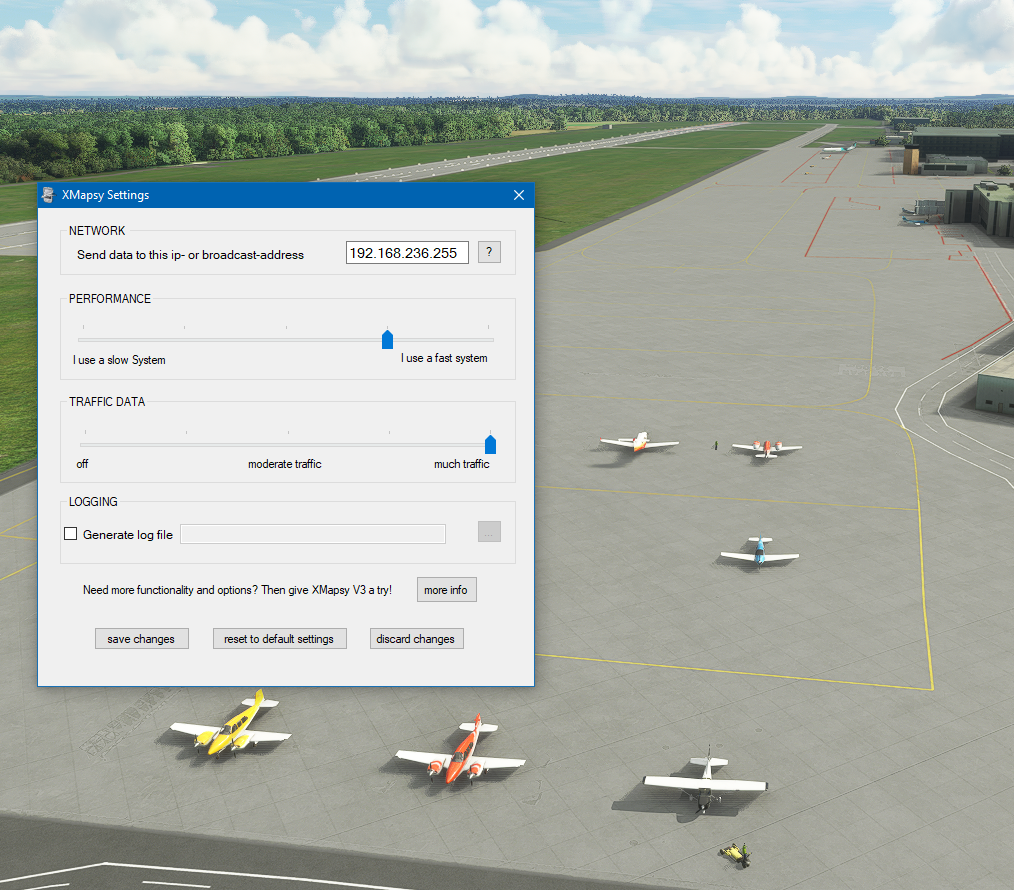 XMapsy Settings
NETWORK
Send data to this ip- or broadcast-address
192.168.236.255
?
PERFORMANCE
I use a slow System
I use a fast system
TRAFFIC DATA
off
moderate traffic
much traffic
LOGGING
Generate log file
...
Need more functionality and options? Then give XMapsy V3 a try!
more info
save changes
reset to default settings
discard changes